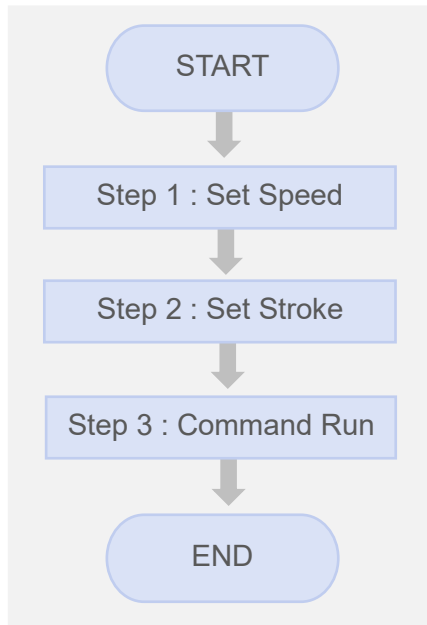 START
Step 1 : Set Speed
Step 2 : Set Stroke
Step 3 : Command Run
END